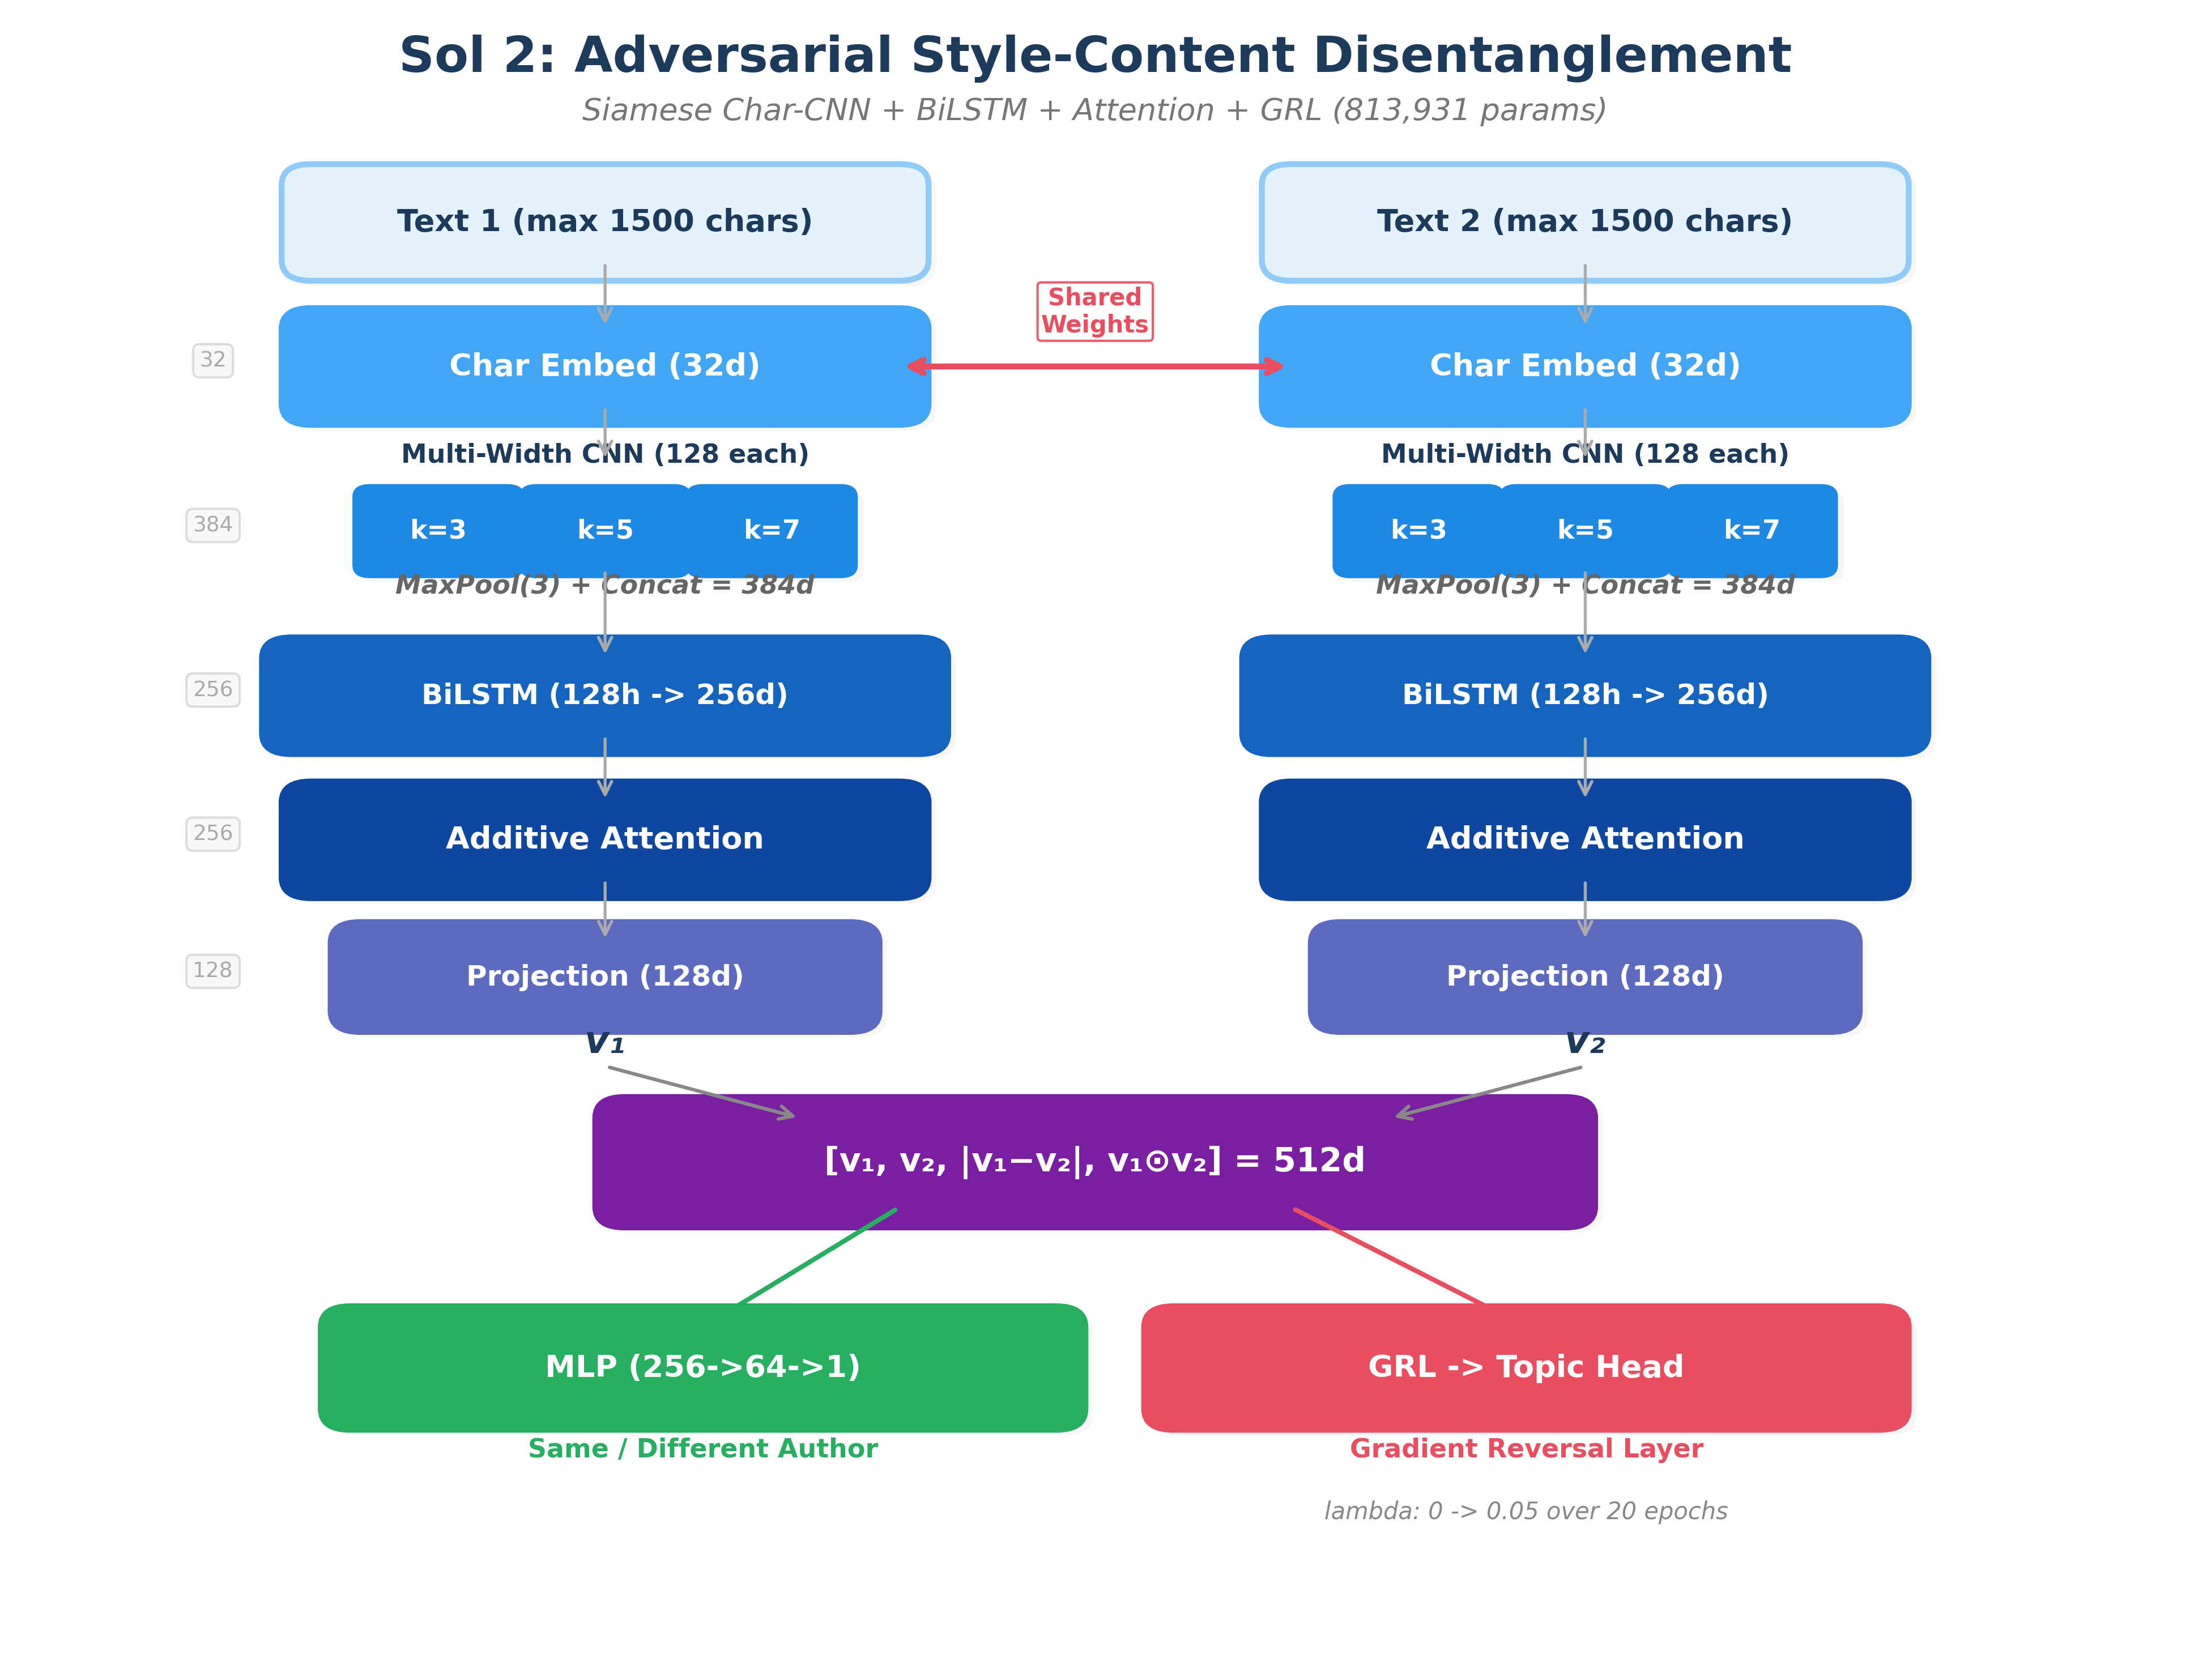 Sol 2: Adversarial Style-Content Disentanglement
Siamese Char-CNN + BiLSTM + Attention + GRL (813,931 params)
Text 1 (max 1500 chars)
Text 2 (max 1500 chars)
Shared
Weights
32
Char Embed (32d)
Char Embed (32d)
Multi-Width CNN (128 each)
Multi-Width CNN (128 each)
384
k=3
k=5
k=7
k=3
k=5
k=7
MaxPool(3) + Concat = 384d
MaxPool(3) + Concat = 384d
256
BiLSTM (128h -> 256d)
BiLSTM (128h -> 256d)
256
Additive Attention
Additive Attention
128
Projection (128d)
Projection (128d)
v₁
v₂
[v₁, v₂, |v₁−v₂|, v₁⊙v₂] = 512d
MLP (256->64->1)
GRL -> Topic Head
Same / Different Author
Gradient Reversal Layer
lambda: 0 -> 0.05 over 20 epochs